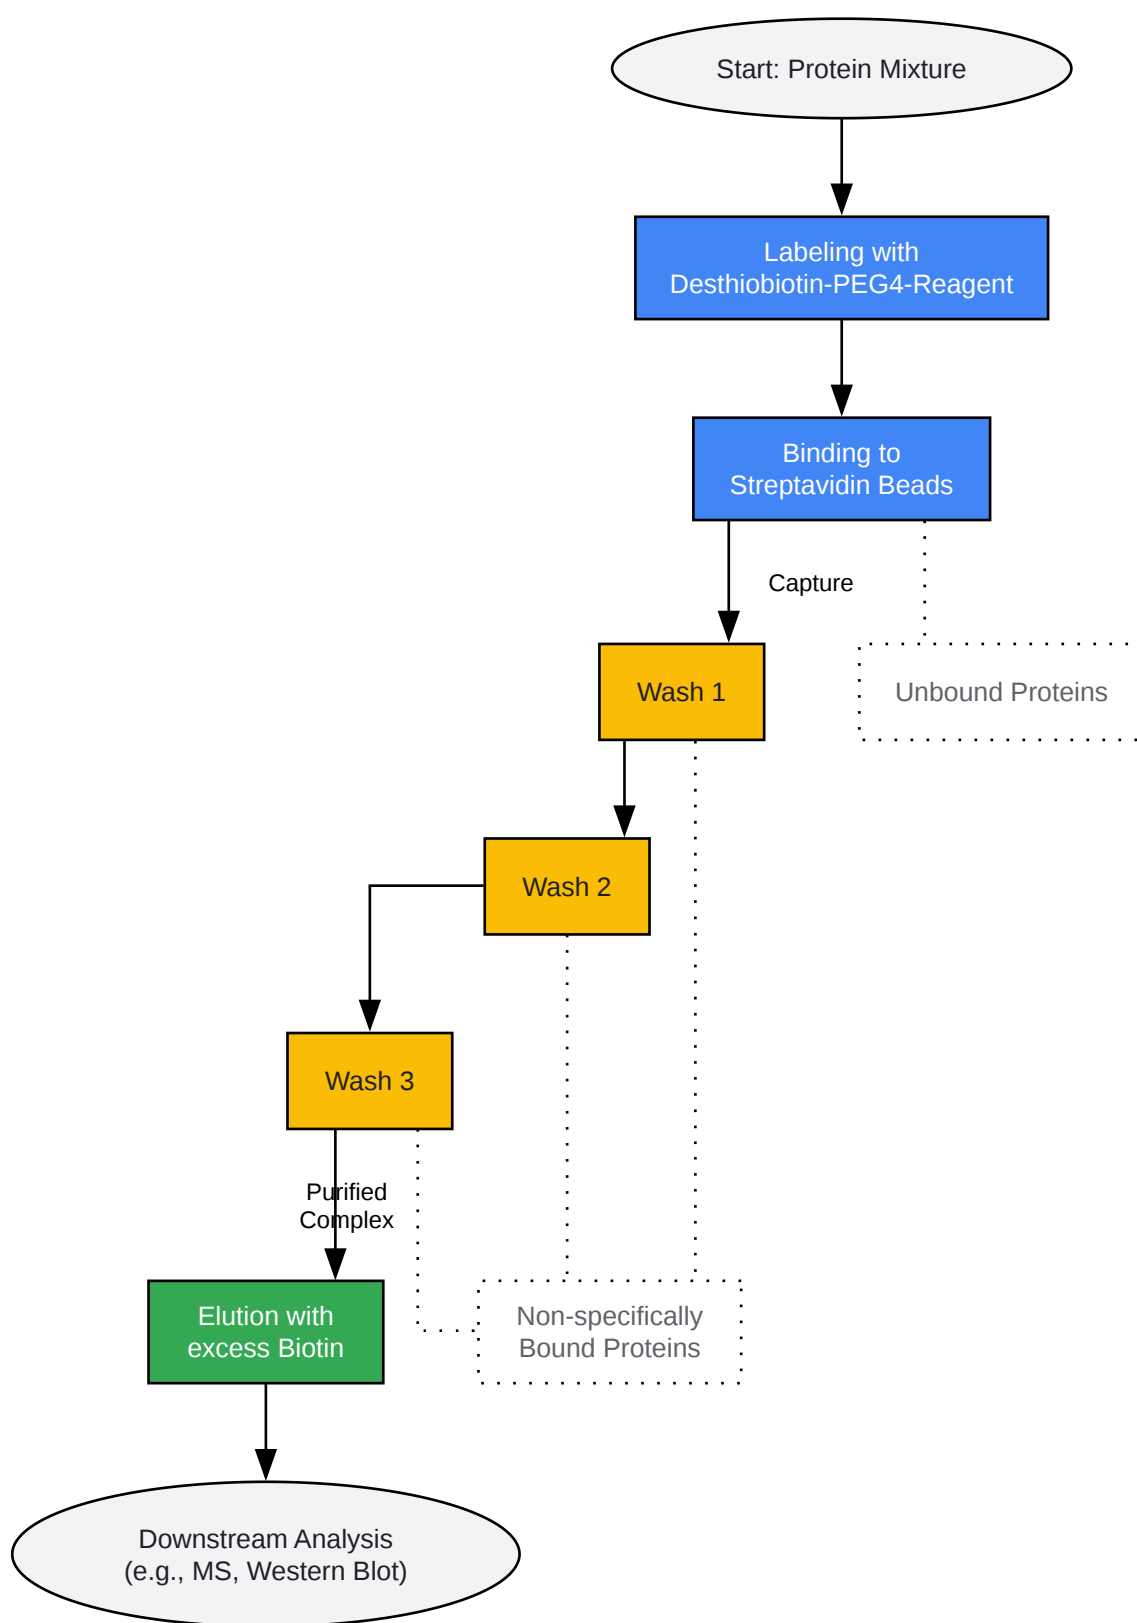 Start: Protein Mixture
Labeling with
Desthiobiotin-PEG4-Reagent
Binding to
Streptavidin Beads
Capture
Wash 1
Unbound Proteins
Wash 2
Wash 3
Purified
Complex
Elution with
excess Biotin
Non-specifically
Bound Proteins
Downstream Analysis
(e.g., MS, Western Blot)